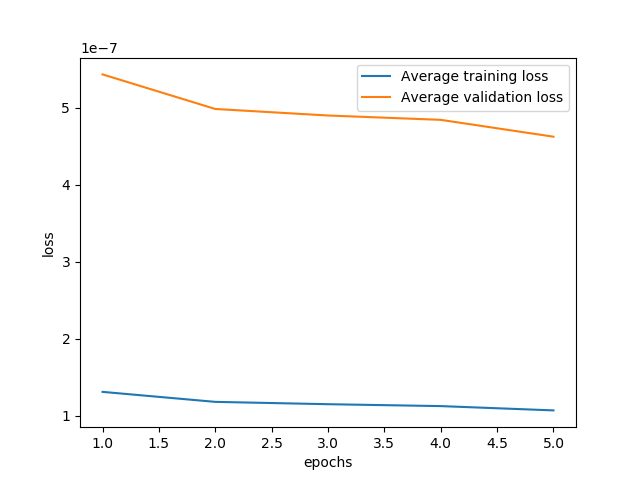 1e−7
Average training loss
Average validation loss
5
4
3
2
1
loss
1.0 1.5 2.0 2.5 3.0 3.5 4.0 4.5 5.0
epochs